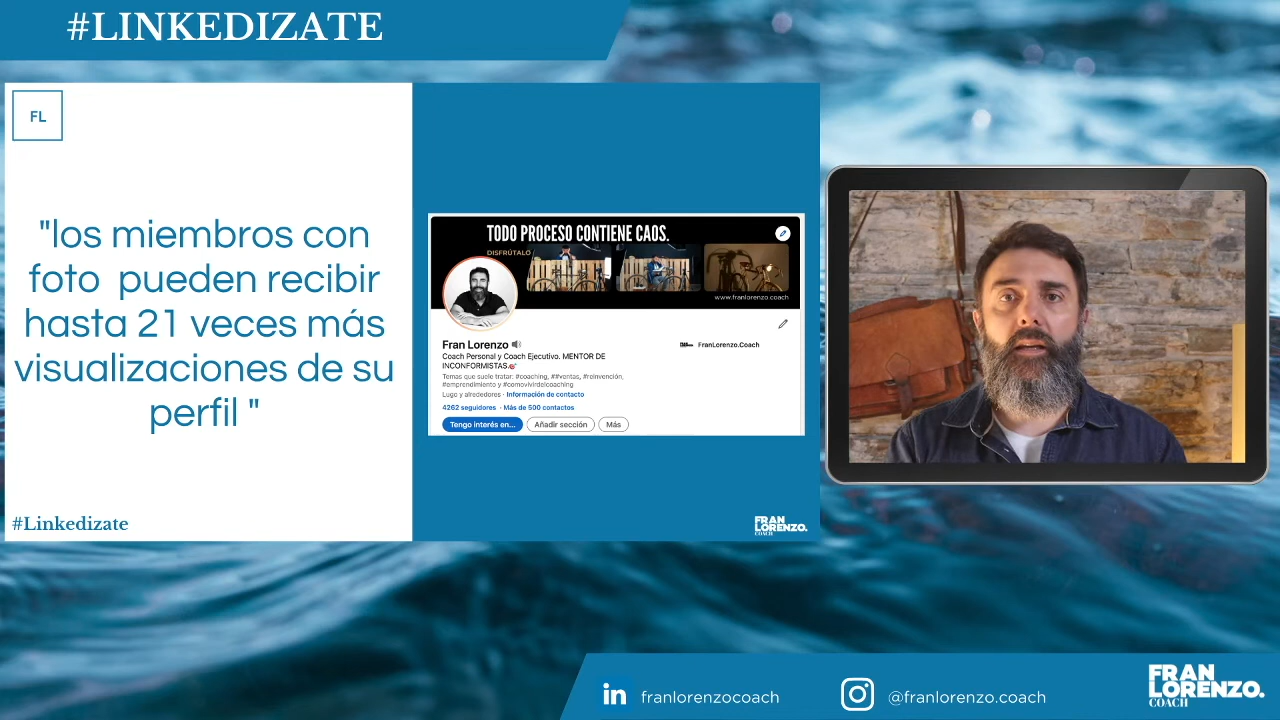 #LINKEDIZATE
FL
"los miembros con
foto pueden recibir
hasta 21 veces más
visualizaciones de su
perfil "
#Linkedizate
TODO PROCESO CONTIENE CAOS.
DISFRÚTALO
www.franlorenzo.coach
Fran Lorenzo
FranLorenzo.Coach
Coach Personal y Coach Ejecutivo. MENTOR DE
INCONFORMISTAS.
Temas que suele tratar: #coaching, ##ventas, #reinvención,
#emprendimiento y #comovivirdelcoaching
Lugo y alrededores · Información de contacto
4262 seguidores · Más de 500 contactos
Tengo interés en... Añadir sección Más
FRAN
LORENZO.
COACH
in franlorenzocoach
@franlorenzo.coach
FRAN
LORENZO.
COACH